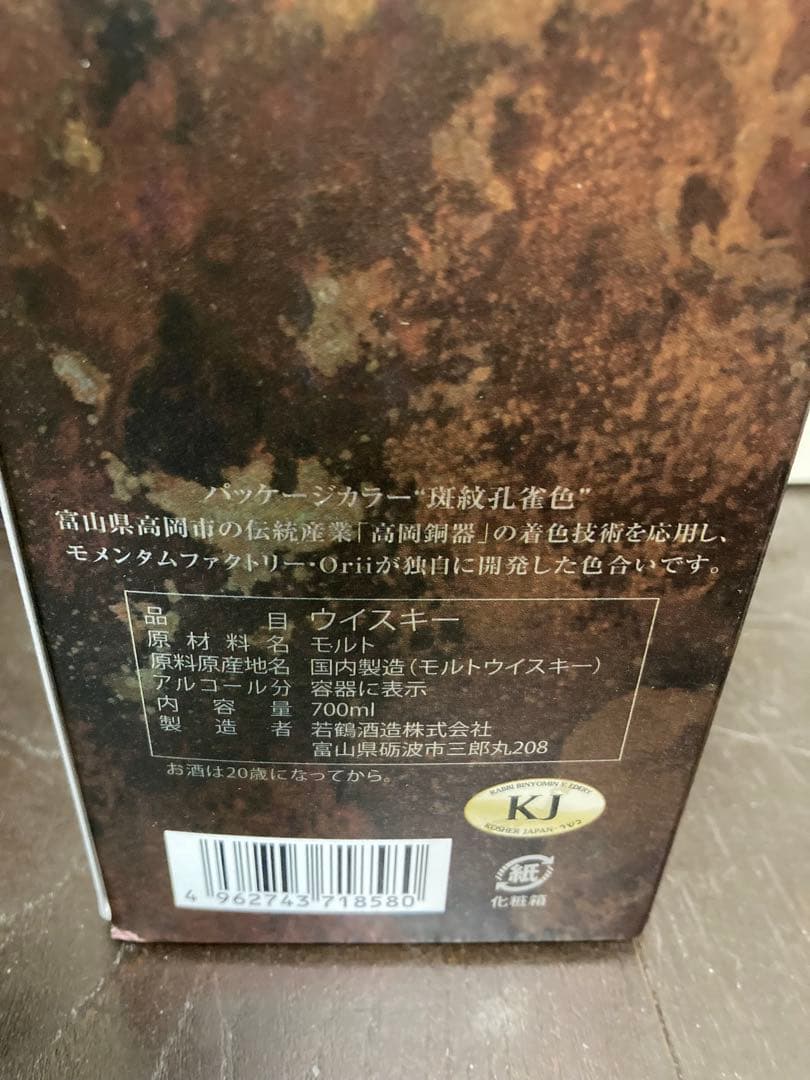 パッケージカラー"斑紋孔雀色"
富山県高岡市の伝統産業「高岡銅器」の着色技術を応用し、
モメンタムファクトリー・Oriiが独自に開発した色合いです。
品目 ウイスキー
原材料名 モルト
原料原産地名 国内製造(モルトウイスキー)
アルコール分 容器に表示
内容量 700ml
製造者 若鶴酒造株式会社
富山県砺波市三郎丸208
お酒は20歳になってから。
RABBI BINYOMIN Y. EDERY
KJ
KOSHER JAPAN · כשר
紙
化粧箱
4 962743 718580